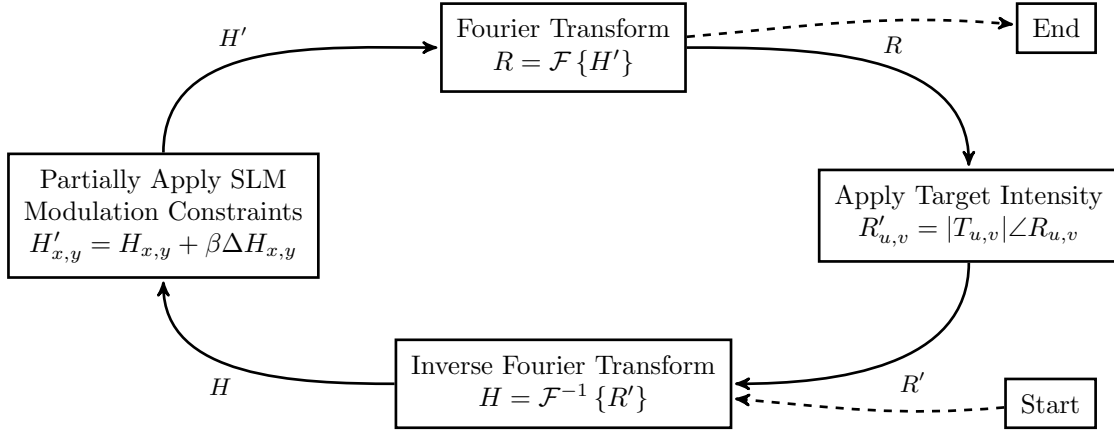 Fourier Transform
R = ℱ {H′}
End
H′
R
Partially Apply SLM
Modulation Constraints
H′x,y = Hx,y + βΔHx,y
Apply Target Intensity
R′u,v = |Tu,v|∠Ru,v
Inverse Fourier Transform
H = ℱ−1 {R′}
H
R′
Start